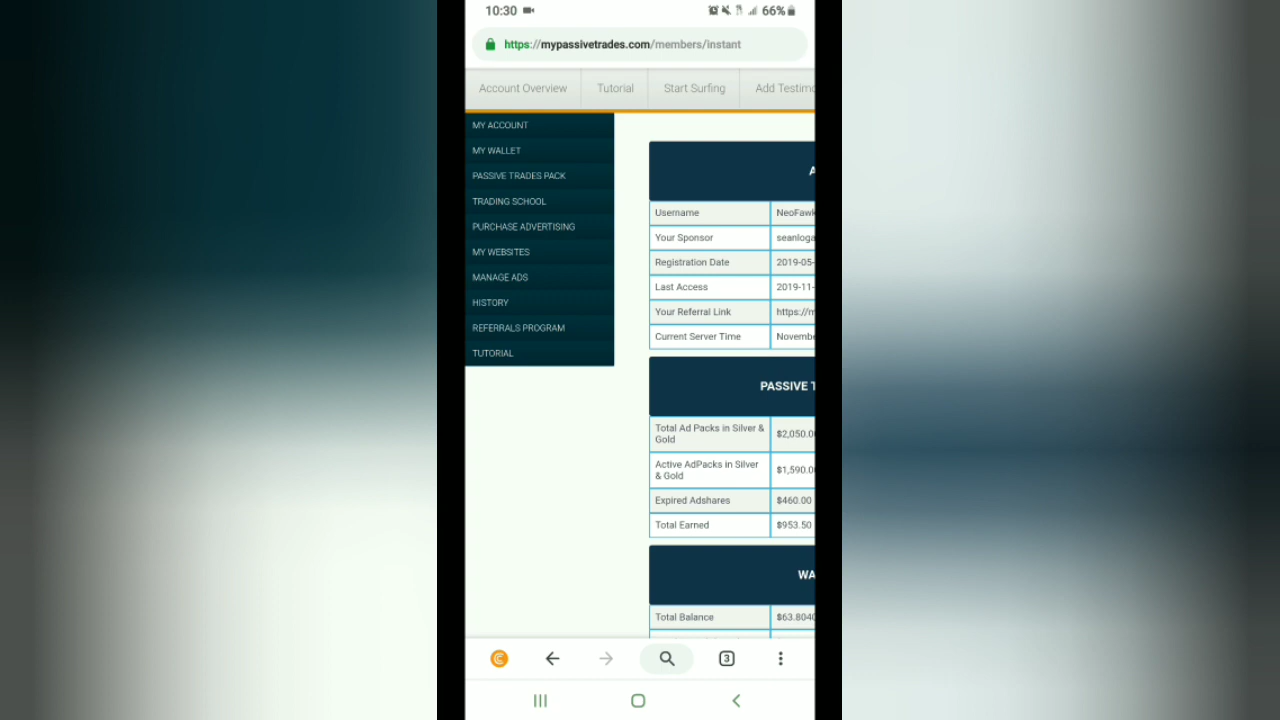 10:30 66%
https://mypassivetrades.com/members/instant
Account Overview Tutorial Start Surfing Add Testimo
MY ACCOUNT
MY WALLET
PASSIVE TRADES PACK
TRADING SCHOOL
PURCHASE ADVERTISING
MY WEBSITES
MANAGE ADS
HISTORY
REFERRALS PROGRAM
TUTORIAL
A
Username NeoFawk
Your Sponsor seanloga
Registration Date 2019-05-
Last Access 2019-11-
Your Referral Link https://m
Current Server Time Novembe
PASSIVE T
Total Ad Packs in Silver &
Gold $2,050.0
Active AdPacks in Silver
& Gold $1,590.0
Expired Adshares $460.00
Total Earned $953.50
WA
Total Balance $63.8040
3